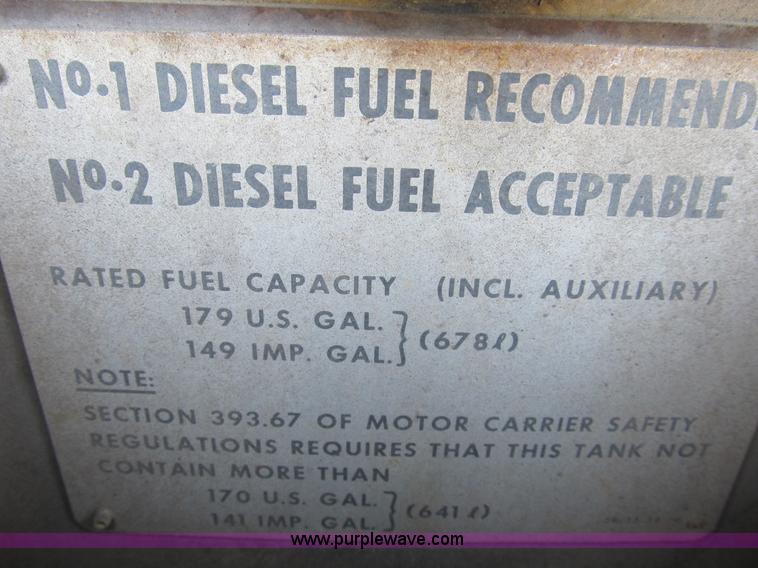 No.1 DIESEL FUEL RECOMMEND
No.2 DIESEL FUEL ACCEPTABLE
RATED FUEL CAPACITY (INCL. AUXILIARY)
179 U.S. GAL.
149 IMP. GAL. } (678ℓ)
NOTE:
SECTION 393.67 OF MOTOR CARRIER SAFETY
REGULATIONS REQUIRES THAT THIS TANK NOT
CONTAIN MORE THAN
170 U.S. GAL.
141 IMP. GAL. } (641ℓ)
www.purplewave.com